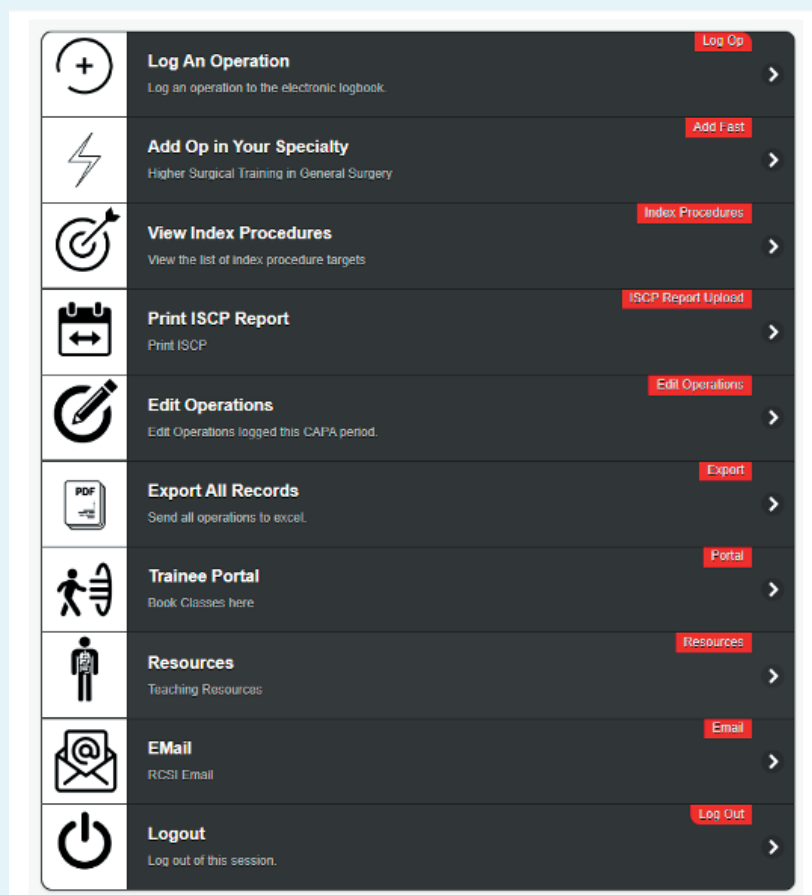 Log Op
Log An Operation
Log an operation to the electronic logbook.
Add Fast
Add Op in Your Specialty
Higher Surgical Training in General Surgery
Index Procedures
View Index Procedures
View the list of index procedure targets
ISCP Report Upload
Print ISCP Report
Print ISCP
Edit Operations
Edit Operations
Edit Operations logged this CAPA period.
Export
PDF
Export All Records
Send all operations to excel.
Portal
Trainee Portal
Book Classes here
Resources
Resources
Teaching Resources
Email
EMail
RCSI Email
Log Out
Logout
Log out of this session.